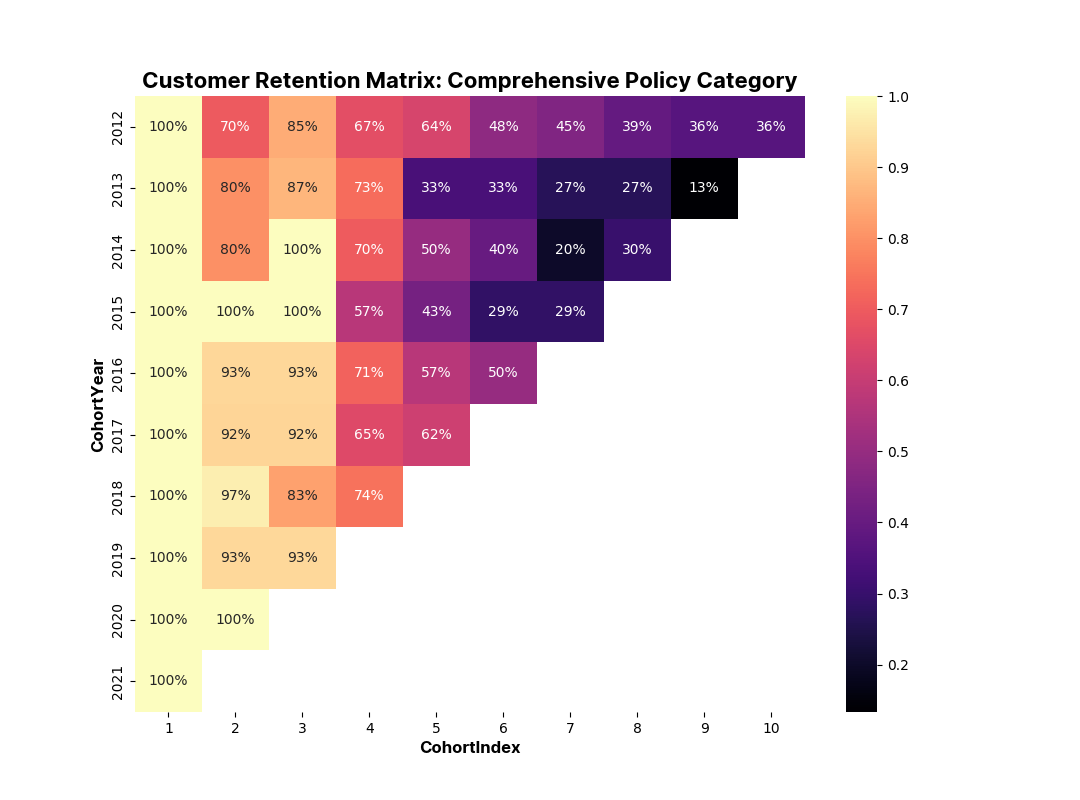 Customer Retention Matrix: Comprehensive Policy Category
2012 100% 70% 85% 67% 64% 48% 45% 39% 36% 36%
2013 100% 80% 87% 73% 33% 33% 27% 27% 13%
2014 100% 80% 100% 70% 50% 40% 20% 30%
2015 100% 100% 100% 57% 43% 29% 29%
2016 100% 93% 93% 71% 57% 50%
2017 100% 92% 92% 65% 62%
2018 100% 97% 83% 74%
2019 100% 93% 93%
2020 100% 100%
2021 100%
CohortYear
1 2 3 4 5 6 7 8 9 10
CohortIndex
1.0
0.9
0.8
0.7
0.6
0.5
0.4
0.3
0.2